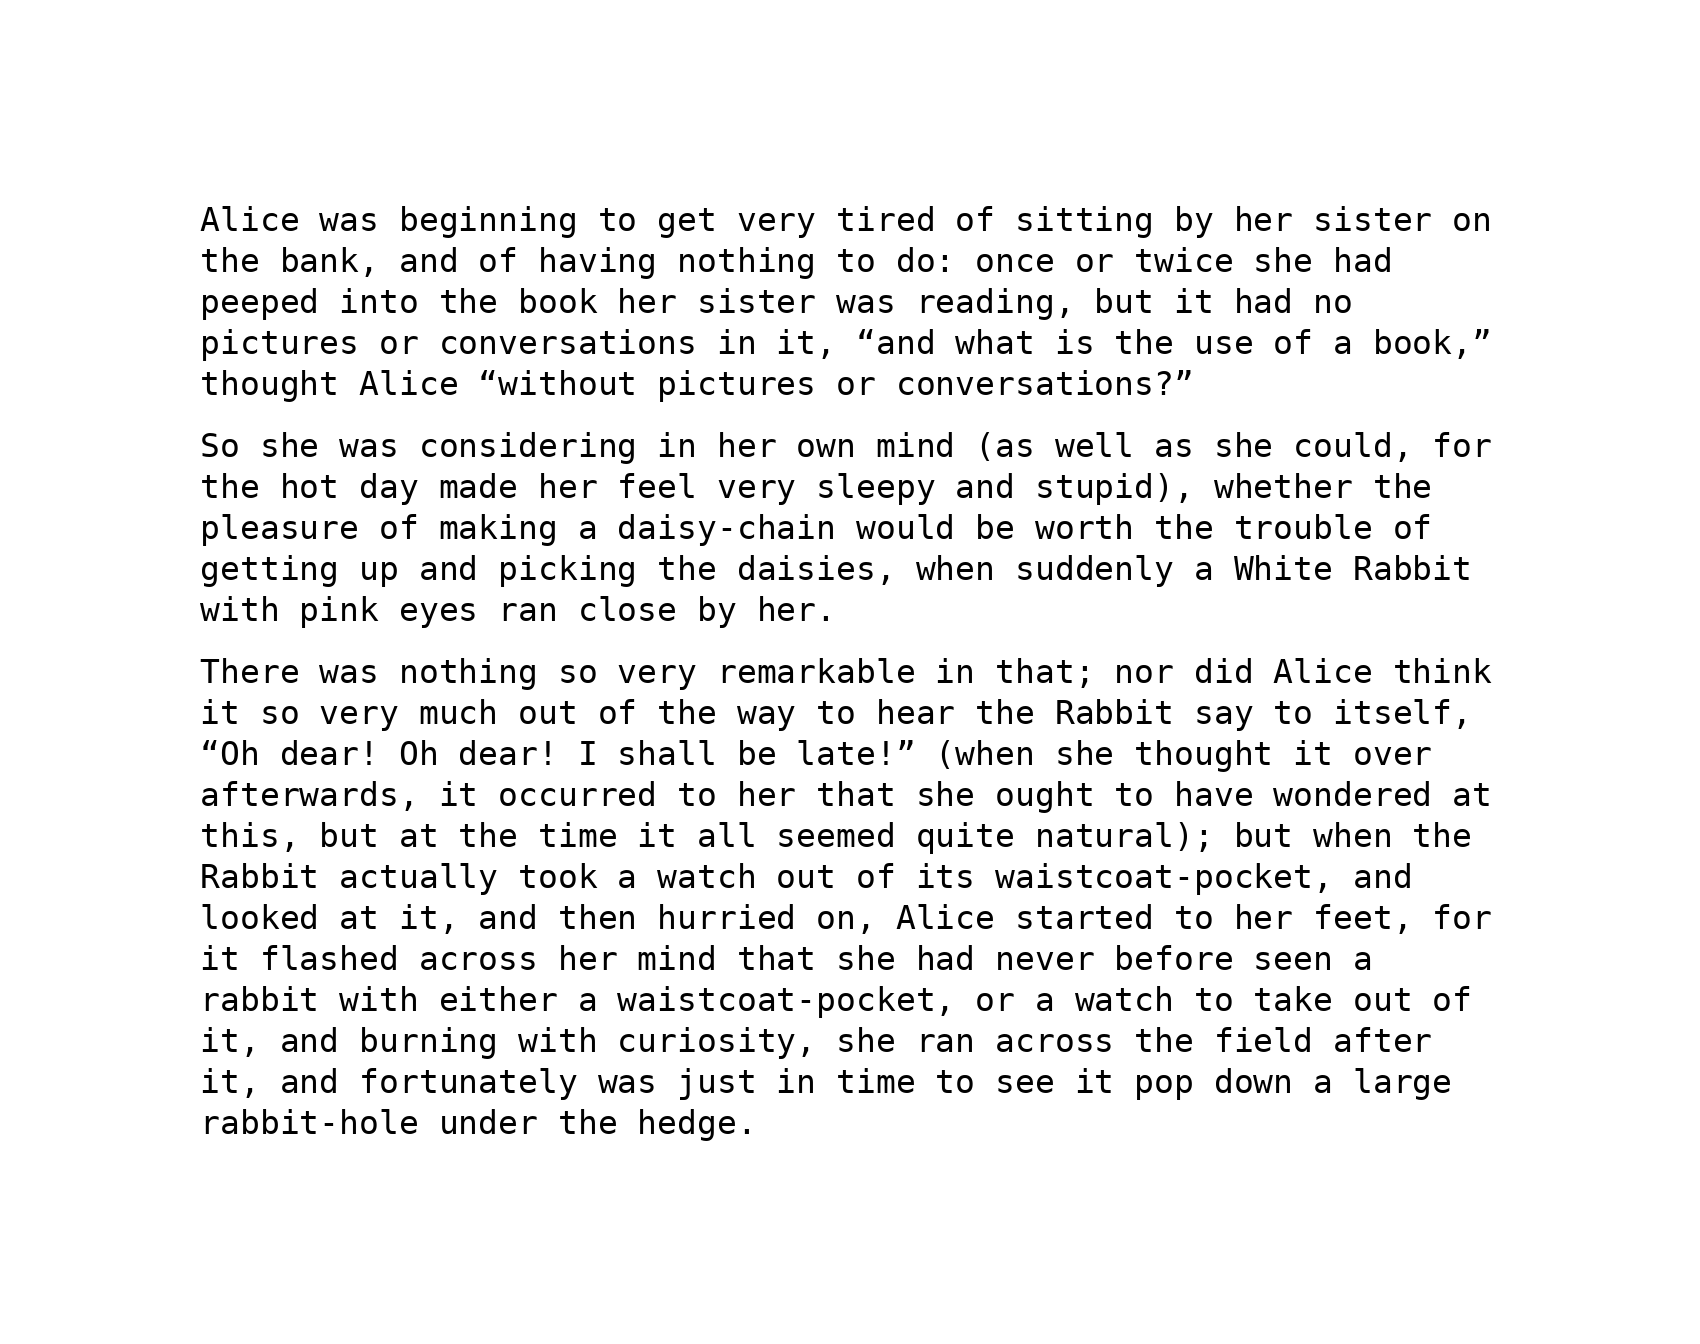 Alice was beginning to get very tired of sitting by her sister on
the bank, and of having nothing to do: once or twice she had
peeped into the book her sister was reading, but it had no
pictures or conversations in it, “and what is the use of a book,”
thought Alice “without pictures or conversations?”
So she was considering in her own mind (as well as she could, for
the hot day made her feel very sleepy and stupid), whether the
pleasure of making a daisy-chain would be worth the trouble of
getting up and picking the daisies, when suddenly a White Rabbit
with pink eyes ran close by her.
There was nothing so very remarkable in that; nor did Alice think
it so very much out of the way to hear the Rabbit say to itself,
“Oh dear! Oh dear! I shall be late!” (when she thought it over
afterwards, it occurred to her that she ought to have wondered at
this, but at the time it all seemed quite natural); but when the
Rabbit actually took a watch out of its waistcoat-pocket, and
looked at it, and then hurried on, Alice started to her feet, for
it flashed across her mind that she had never before seen a
rabbit with either a waistcoat-pocket, or a watch to take out of
it, and burning with curiosity, she ran across the field after
it, and fortunately was just in time to see it pop down a large
rabbit-hole under the hedge.